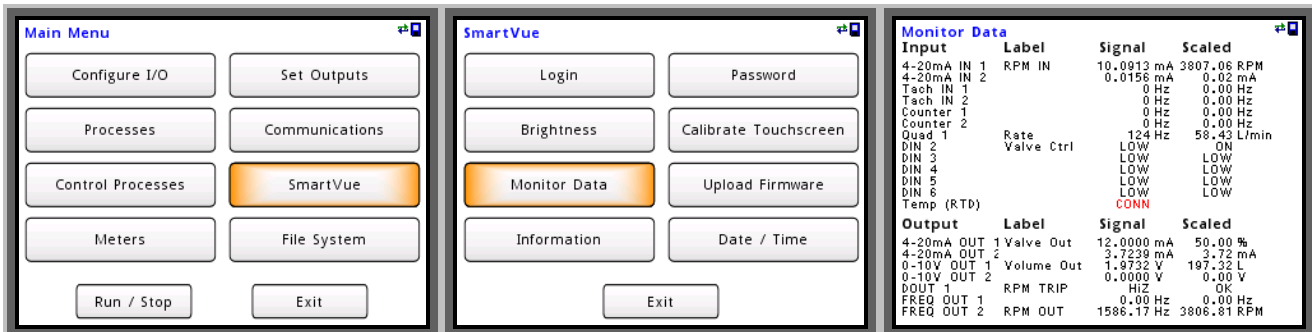 Main Menu
Configure I/O Set Outputs
Processes Communications
Control Processes SmartVue
Meters File System
Run / Stop Exit
SmartVue
Login Password
Brightness Calibrate Touchscreen
Monitor Data Upload Firmware
Information Date / Time
Exit
Monitor Data
Input Label Signal Scaled
4-20mA IN 1 RPM IN 10.0913 mA 3807.06 RPM
4-20mA IN 2 0.0156 mA 0.02 mA
Tach IN 1 0 Hz 0.00 Hz
Tach IN 2 0 Hz 0.00 Hz
Counter 1 0 Hz 0.00 Hz
Counter 2 0 Hz 0.00 Hz
Quad 1 Rate 124 Hz 58.43 L/min
DIN 2 Valve Ctrl LOW ON
DIN 3 LOW LOW
DIN 4 LOW LOW
DIN 5 LOW LOW
DIN 6 LOW LOW
Temp (RTD) CONN
Output Label Signal Scaled
4-20mA OUT 1 Valve Out 12.0000 mA 50.00 %
4-20mA OUT 2 3.7239 mA 3.72 mA
0-10V OUT 1 Volume Out 1.9732 V 197.32 L
0-10V OUT 2 0.0000 V 0.00 V
DOUT 1 RPM TRIP HiZ OK
FREQ OUT 1 0.00 Hz 0.00 Hz
FREQ OUT 2 RPM OUT 1586.17 Hz 3806.81 RPM